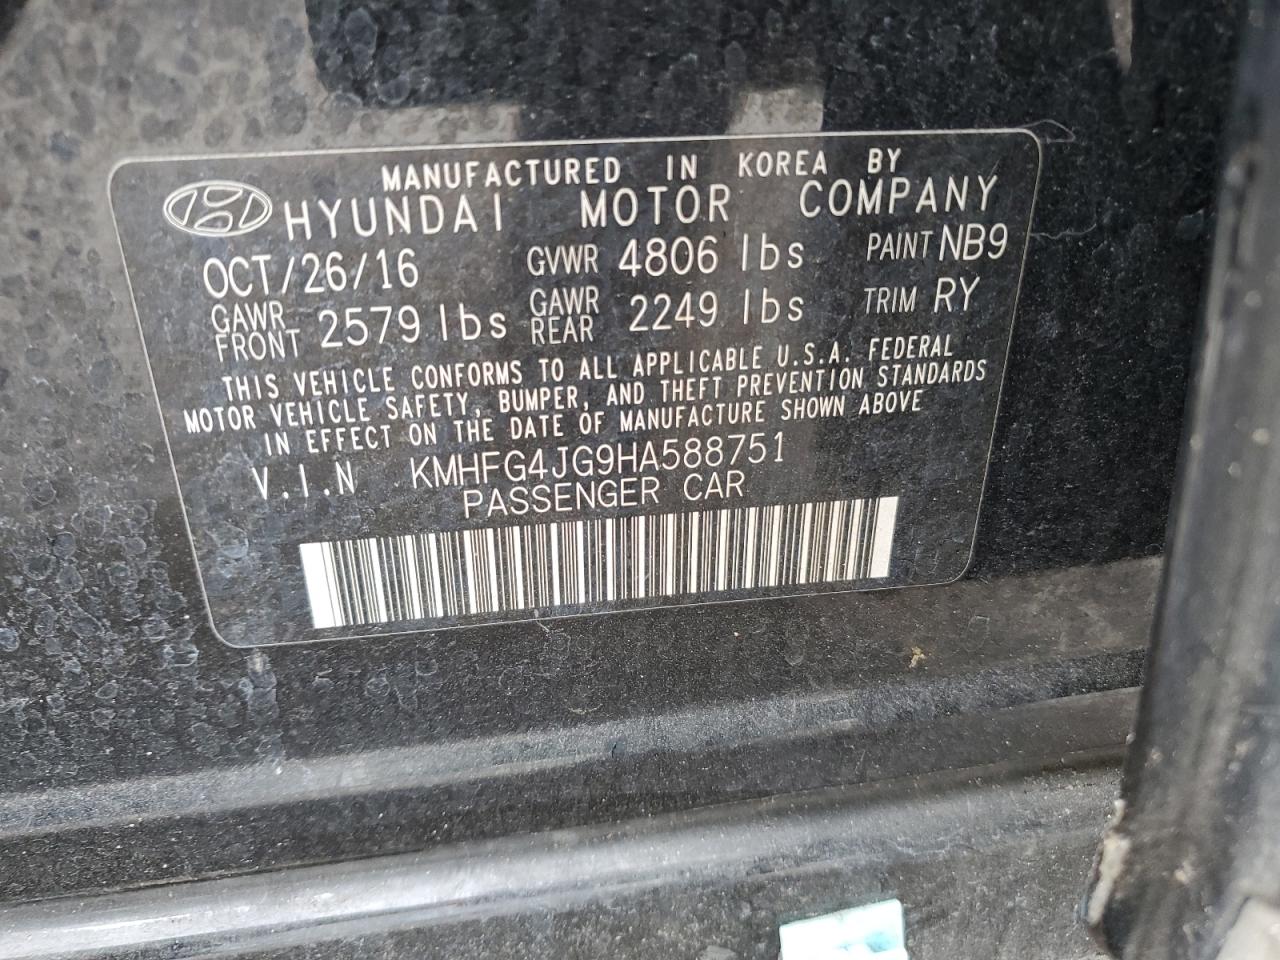 MANUFACTURED IN KOREA BY
HYUNDAI MOTOR COMPANY
OCT/26/16 GVWR 4806 lbs PAINT NB9
GAWR FRONT 2579 lbs GAWR REAR 2249 lbs TRIM RY
THIS VEHICLE CONFORMS TO ALL APPLICABLE U.S.A. FEDERAL
MOTOR VEHICLE SAFETY, BUMPER, AND THEFT PREVENTION STANDARDS
IN EFFECT ON THE DATE OF MANUFACTURE SHOWN ABOVE
V.I.N KMHFG4JG9HA588751
PASSENGER CAR